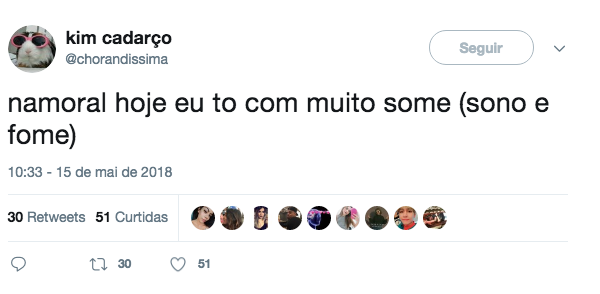 kim cadarço
@chorandissima
Seguir
namoral hoje eu to com muito some (sono e
fome)
10:33 - 15 de mai de 2018
30 Retweets 51 Curtidas
30 51